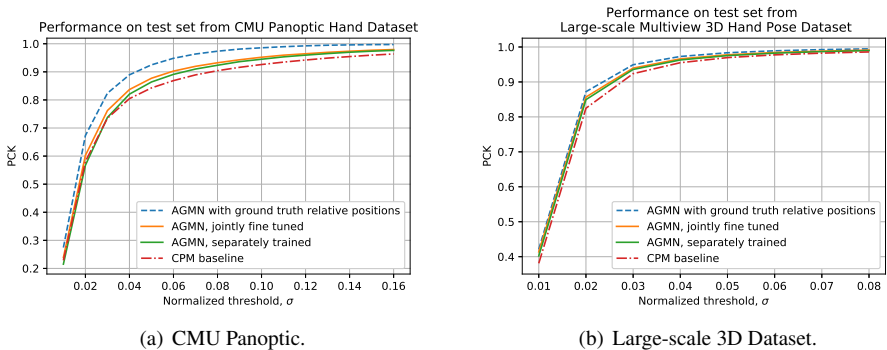 Performance on test set from CMU Panoptic Hand Dataset
1.0
0.9
0.8
0.7
0.6
0.5
0.4
0.3
0.2
PCK
AGMN with ground truth relative positions
AGMN, jointly fine tuned
AGMN, separately trained
CPM baseline
0.02 0.04 0.06 0.08 0.10 0.12 0.14 0.16
Normalized threshold, σ
(a) CMU Panoptic.
Performance on test set from
Large-scale Multiview 3D Hand Pose Dataset
1.0
0.9
0.8
0.7
0.6
0.5
0.4
PCK
AGMN with ground truth relative positions
AGMN, jointly fine tuned
AGMN, separately trained
CPM baseline
0.01 0.02 0.03 0.04 0.05 0.06 0.07 0.08
Normalized threshold, σ
(b) Large-scale 3D Dataset.